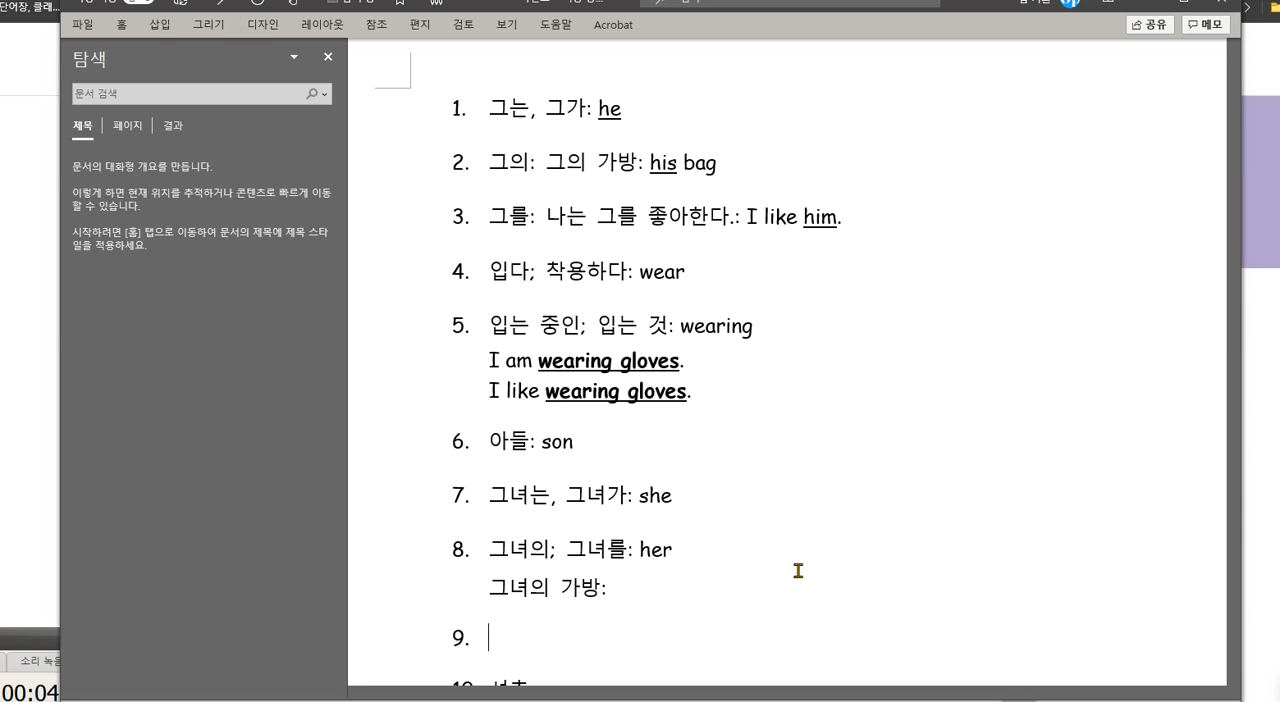 단어장, 클래...
파일 홈 삽입 그리기 디자인 레이아웃 참조 편지 검토 보기 도움말 Acrobat 공유 메모
탐색
문서 검색
제목 페이지 결과
문서의 대화형 개요를 만듭니다.
이렇게 하면 현재 위치를 추적하거나 콘텐츠로 빠르게 이동
할 수 있습니다.
시작하려면 [홈] 탭으로 이동하여 문서의 제목에 제목 스타
일을 적용하세요.
1. 그는, 그가: he
2. 그의: 그의 가방: his bag
3. 그를: 나는 그를 좋아한다.: I like him.
4. 입다; 착용하다: wear
5. 입는 중인; 입는 것: wearing
I am wearing gloves.
I like wearing gloves.
6. 아들: son
7. 그녀는, 그녀가: she
8. 그녀의; 그녀를: her
그녀의 가방:
9.
소리 녹음
00:04